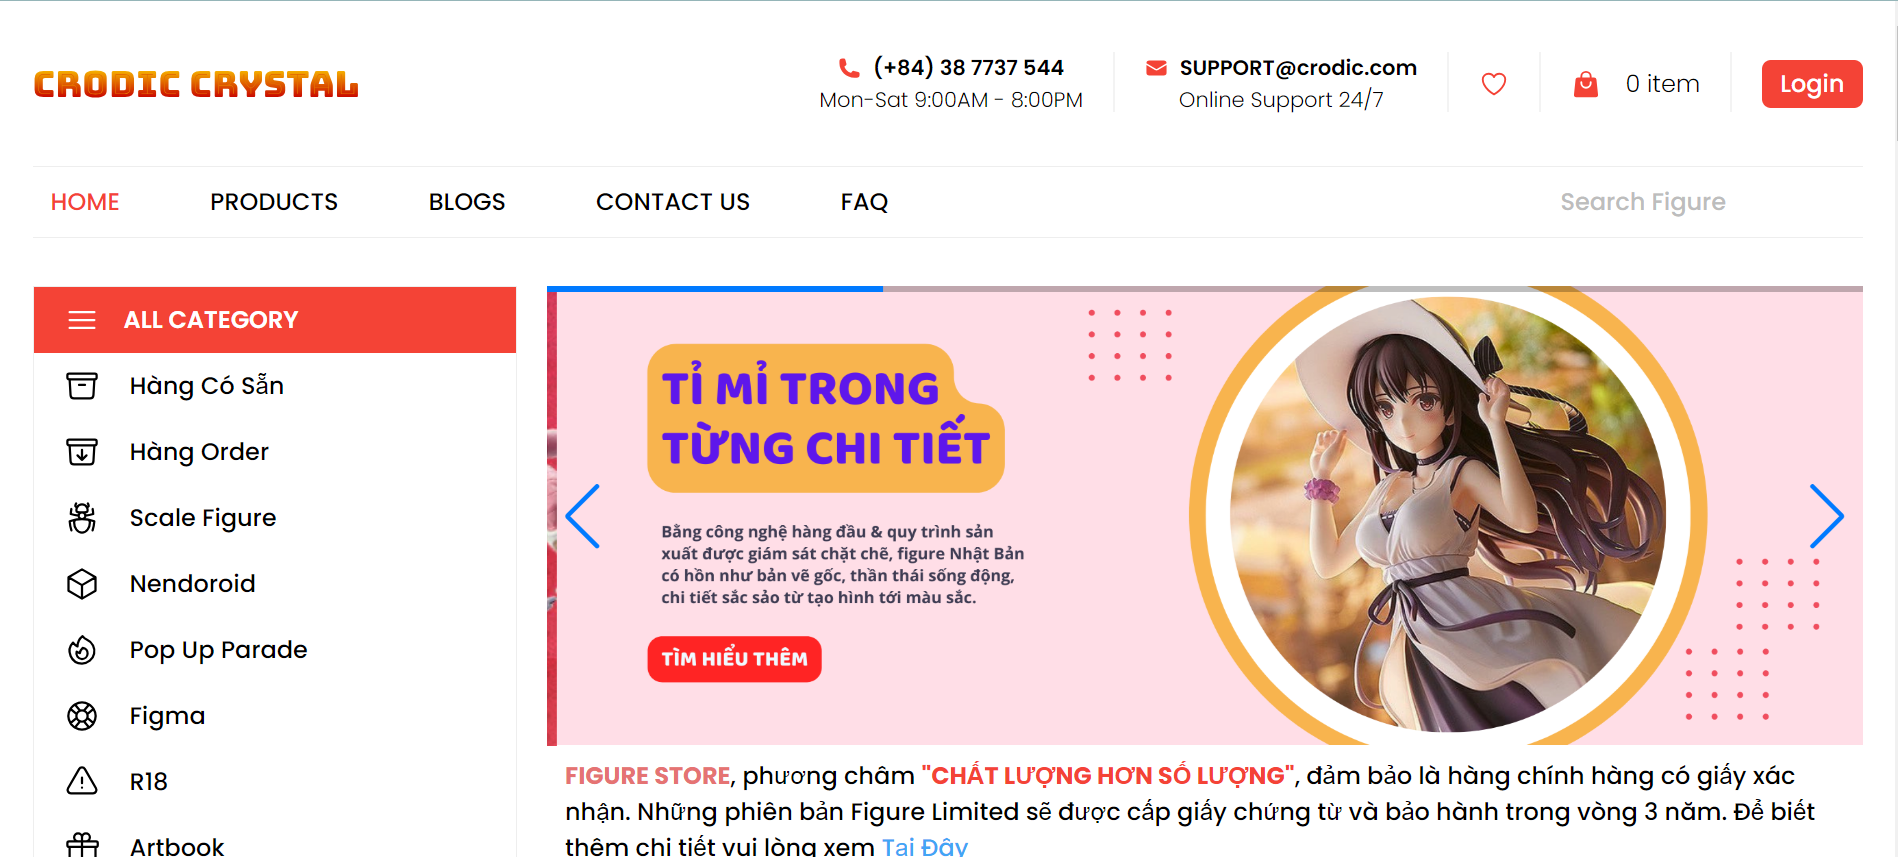 CRODIC CRYSTAL
(+84) 38 7737 544
Mon-Sat 9:00AM - 8:00PM
SUPPORT@crodic.com
Online Support 24/7
0 item
Login
HOME
PRODUCTS
BLOGS
CONTACT US
FAQ
Search Figure
ALL CATEGORY
Hàng Có Sẵn
Hàng Order
Scale Figure
Nendoroid
Pop Up Parade
Figma
R18
Artbook
TỈ MỈ TRONG
TỪNG CHI TIẾT
Bằng công nghệ hàng đầu & quy trình sản
xuất được giám sát chặt chẽ, figure Nhật Bản
có hồn như bản vẽ gốc, thần thái sống động,
chi tiết sắc sảo từ tạo hình tới màu sắc.
TÌM HIỂU THÊM
FIGURE STORE, phương châm "CHẤT LƯỢNG HƠN SỐ LƯỢNG", đảm bảo là hàng chính hàng có giấy xác
nhận. Những phiên bản Figure Limited sẽ được cấp giấy chứng từ và bảo hành trong vòng 3 năm. Để biết
thêm chi tiết vui lòng xem Tại Đây